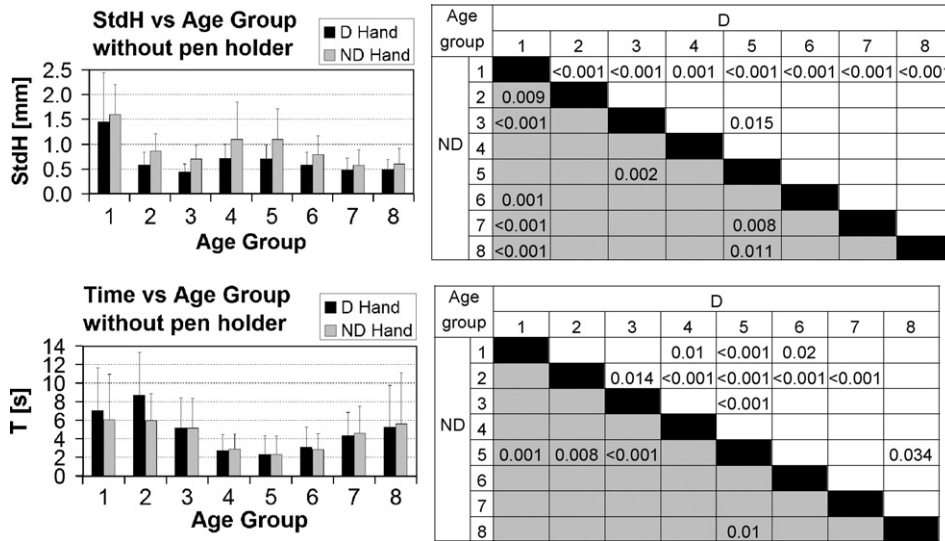 StdH vs Age Group
without pen holder
D Hand
ND Hand
StdH [mm]
2.5
2.0
1.5
1.0
0.5
0.0
1 2 3 4 5 6 7 8
Age Group
Age group
D
1 2 3 4 5 6 7 8
ND
1 <0.001 <0.001 0.001 <0.001 <0.001 <0.001 <0.001
2 0.009
3 <0.001 0.015
4
5 0.002
6 0.001
7 <0.001 0.008
8 <0.001 0.011
Time vs Age Group
without pen holder
D Hand
ND Hand
T [s]
14
12
10
8
6
4
2
0
1 2 3 4 5 6 7 8
Age Group
Age group
D
1 2 3 4 5 6 7 8
ND
1 0.01 <0.001 0.02
2 0.014 <0.001 <0.001 <0.001 <0.001
3 <0.001
4
5 0.001 0.008 <0.001 0.034
6
7
8 0.01